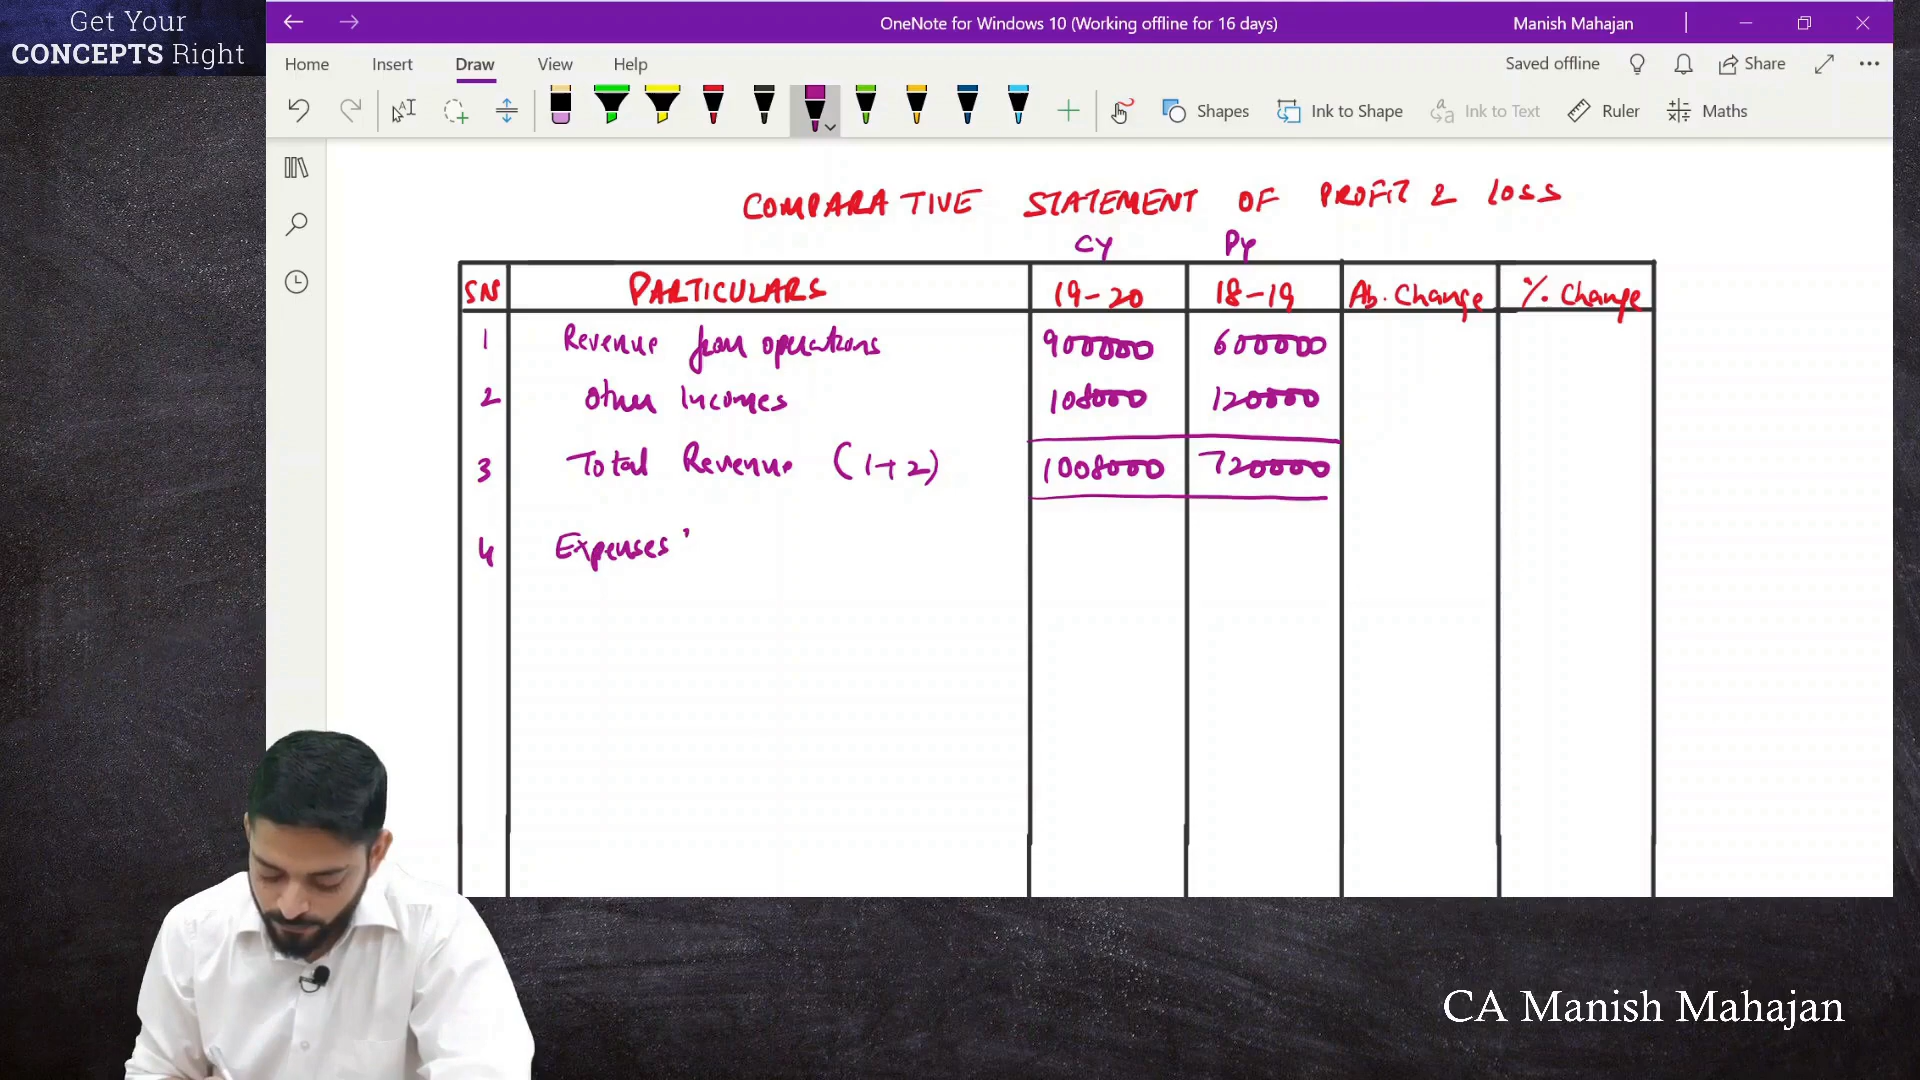 Get Your
CONCEPTS Right
OneNote for Windows 10 (Working offline for 16 days)
Manish Mahajan
Home Insert Draw View Help
Saved offline
Share
Shapes
Ink to Shape
Ink to Text
Ruler
Maths
COMPARATIVE STATEMENT OF PROFIT & LOSS
CY PY
SN PARTICULARS 19-20 18-19 Ab. Change % Change
1 Revenue from operations 900000 600000
2 Other Incomes 108000 120000
3 Total Revenue (1+2) 1008000 720000
4 Expenses
CA Manish Mahajan